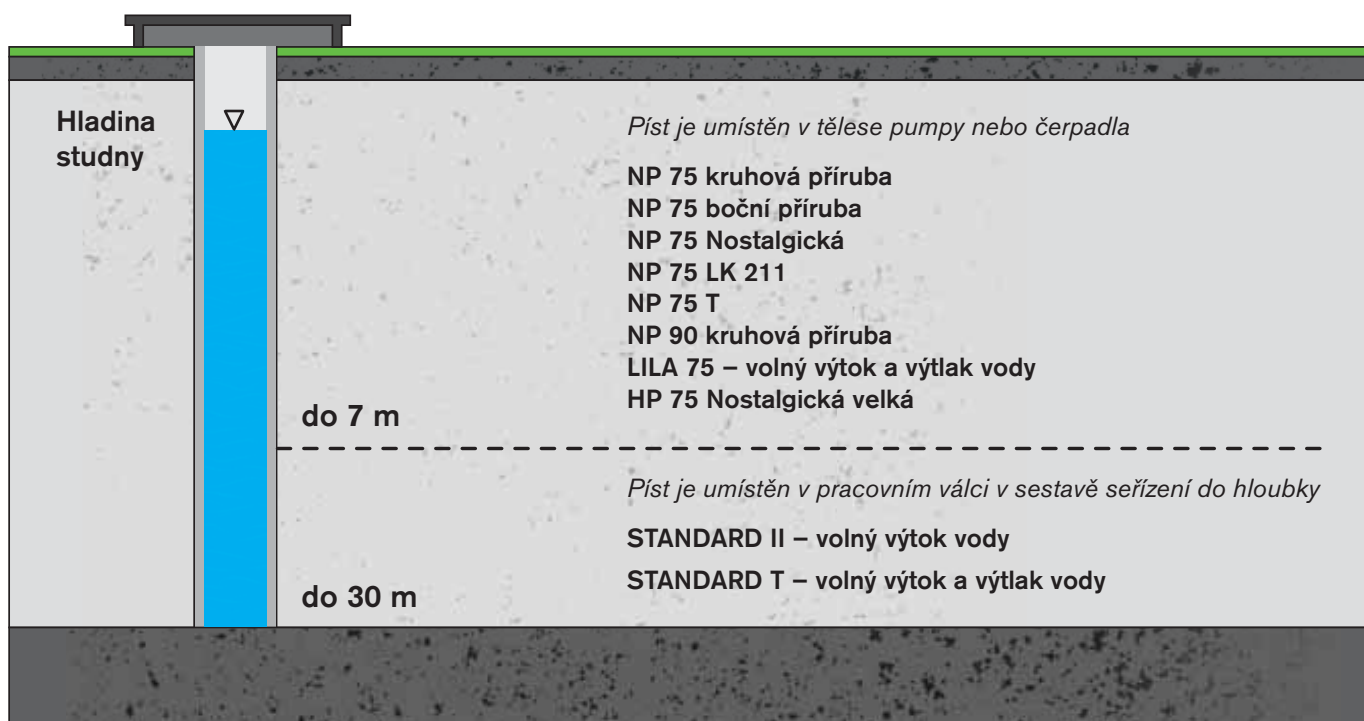 Hladina
studny
Píst je umístěn v tělese pumpy nebo čerpadla
NP 75 kruhová příruba
NP 75 boční příruba
NP 75 Nostalgická
NP 75 LK 211
NP 75 T
NP 90 kruhová příruba
LILA 75 – volný výtok a výtlak vody
HP 75 Nostalgická velká
do 7 m
Píst je umístěn v pracovním válci v sestavě seřízení do hloubky
STANDARD II – volný výtok vody
STANDARD T – volný výtok a výtlak vody
do 30 m